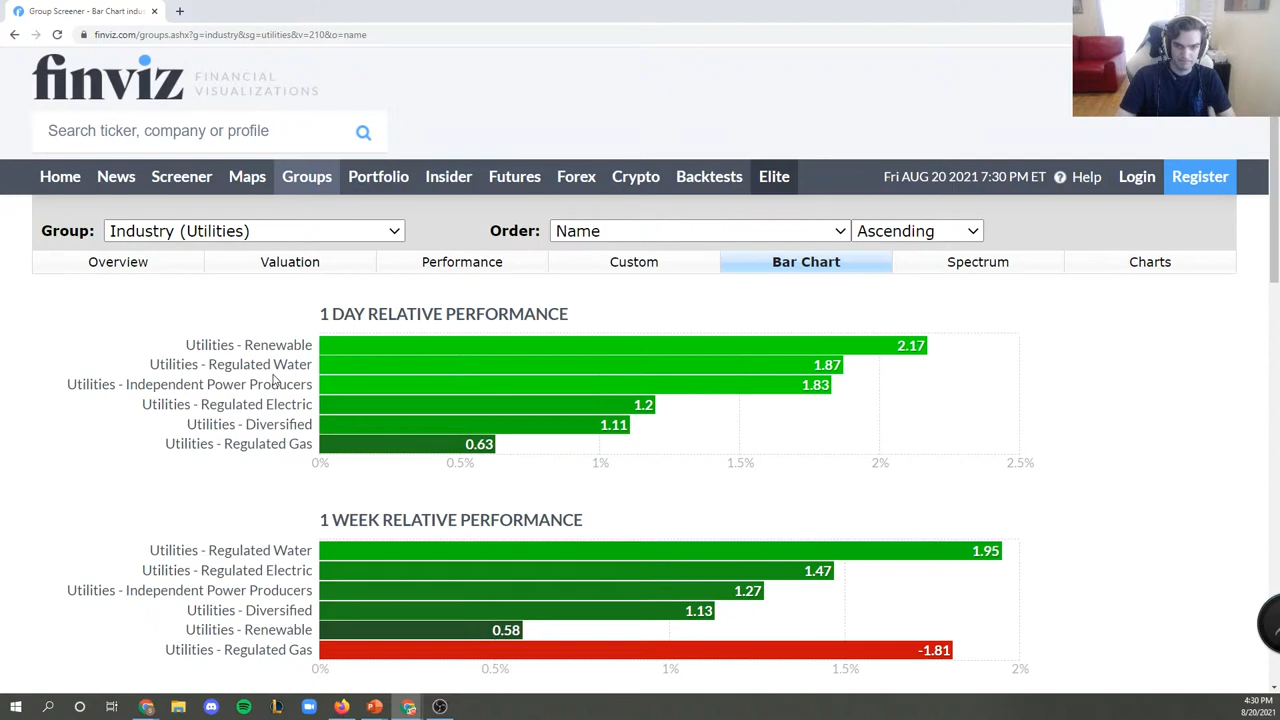 Group Screener - Bar Chart indus
finviz.com/groups.ashx?g=industry&sg=utilities&v=210&o=name
finviz FINANCIAL VISUALIZATIONS
Search ticker, company or profile
Home News Screener Maps Groups Portfolio Insider Futures Forex Crypto Backtests Elite Fri AUG 20 2021 7:30 PM ET Help Login Register
Group: Industry (Utilities) Order: Name Ascending
Overview Valuation Performance Custom Bar Chart Spectrum Charts
1 DAY RELATIVE PERFORMANCE
Utilities - Renewable 2.17
Utilities - Regulated Water 1.87
Utilities - Independent Power Producers 1.83
Utilities - Regulated Electric 1.2
Utilities - Diversified 1.11
Utilities - Regulated Gas 0.63
0% 0.5% 1% 1.5% 2% 2.5%
1 WEEK RELATIVE PERFORMANCE
Utilities - Regulated Water 1.95
Utilities - Regulated Electric 1.47
Utilities - Independent Power Producers 1.27
Utilities - Diversified 1.13
Utilities - Renewable 0.58
Utilities - Regulated Gas -1.81
0% 0.5% 1% 1.5% 2%
4:30 PM
8/20/2021